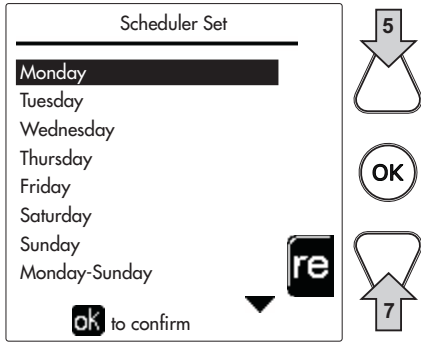 Scheduler Set
5
Monday
Tuesday
Wednesday
Thursday
OK
Friday
Saturday
Sunday
re
Monday-Sunday
ok to confirm
7